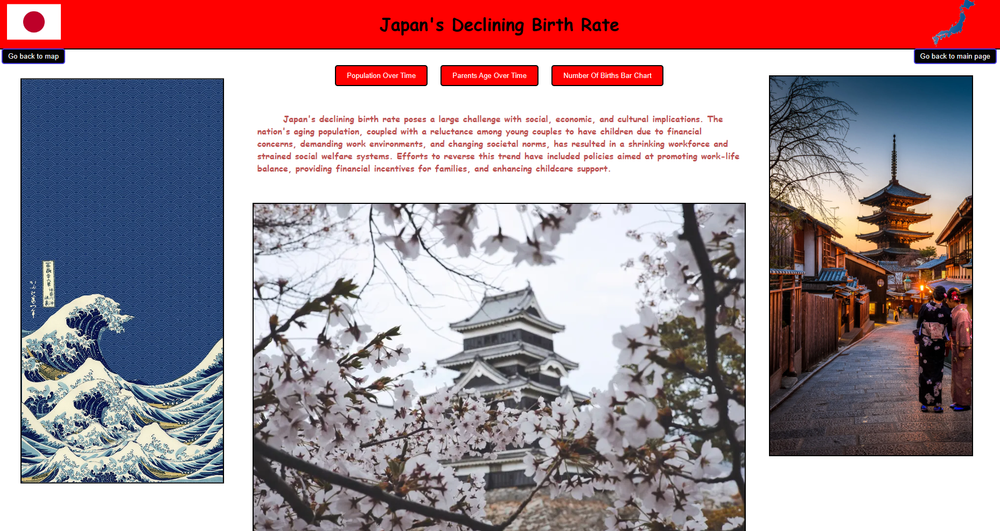 Japan's Declining Birth Rate
Go back to map
Go back to main page
Population Over Time
Parents Age Over Time
Number Of Births Bar Chart
Japan's declining birth rate poses a large challenge with social, economic, and cultural implications. The
nation's aging population, coupled with a reluctance among young couples to have children due to financial
concerns, demanding work environments, and changing societal norms, has resulted in a shrinking workforce and
strained social welfare systems. Efforts to reverse this trend have included policies aimed at promoting work-life
balance, providing financial incentives for families, and enhancing childcare support.